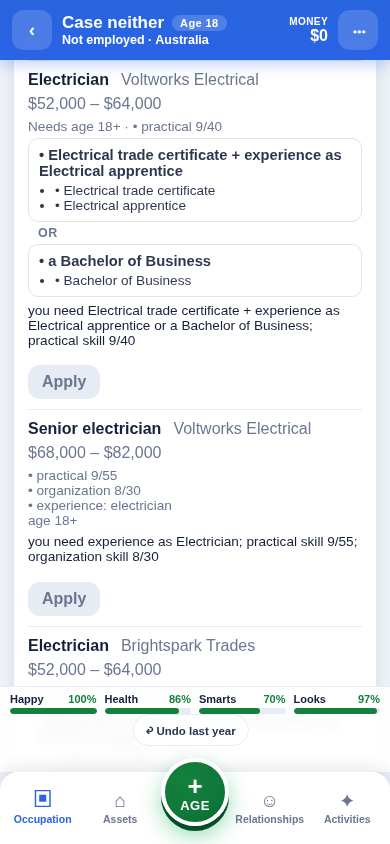 Case neither Age 18
Not employed · Australia
MONEY
$0
Electrician Voltworks Electrical
$52,000 – $64,000
Needs age 18+ · • practical 9/40
• Electrical trade certificate + experience as
Electrical apprentice
• • Electrical trade certificate
• • Electrical apprentice
OR
• a Bachelor of Business
• • Bachelor of Business
you need Electrical trade certificate + experience as
Electrical apprentice or a Bachelor of Business;
practical skill 9/40
Apply
Senior electrician Voltworks Electrical
$68,000 – $82,000
• practical 9/55
• organization 8/30
• experience: electrician
age 18+
you need experience as Electrician; practical skill 9/55;
organization skill 8/30
Apply
Electrician Brightspark Trades
$52,000 – $64,000
Happy 100% Health 86% Smarts 70% Looks 97%
Undo last year
+
AGE
Occupation Assets Relationships Activities